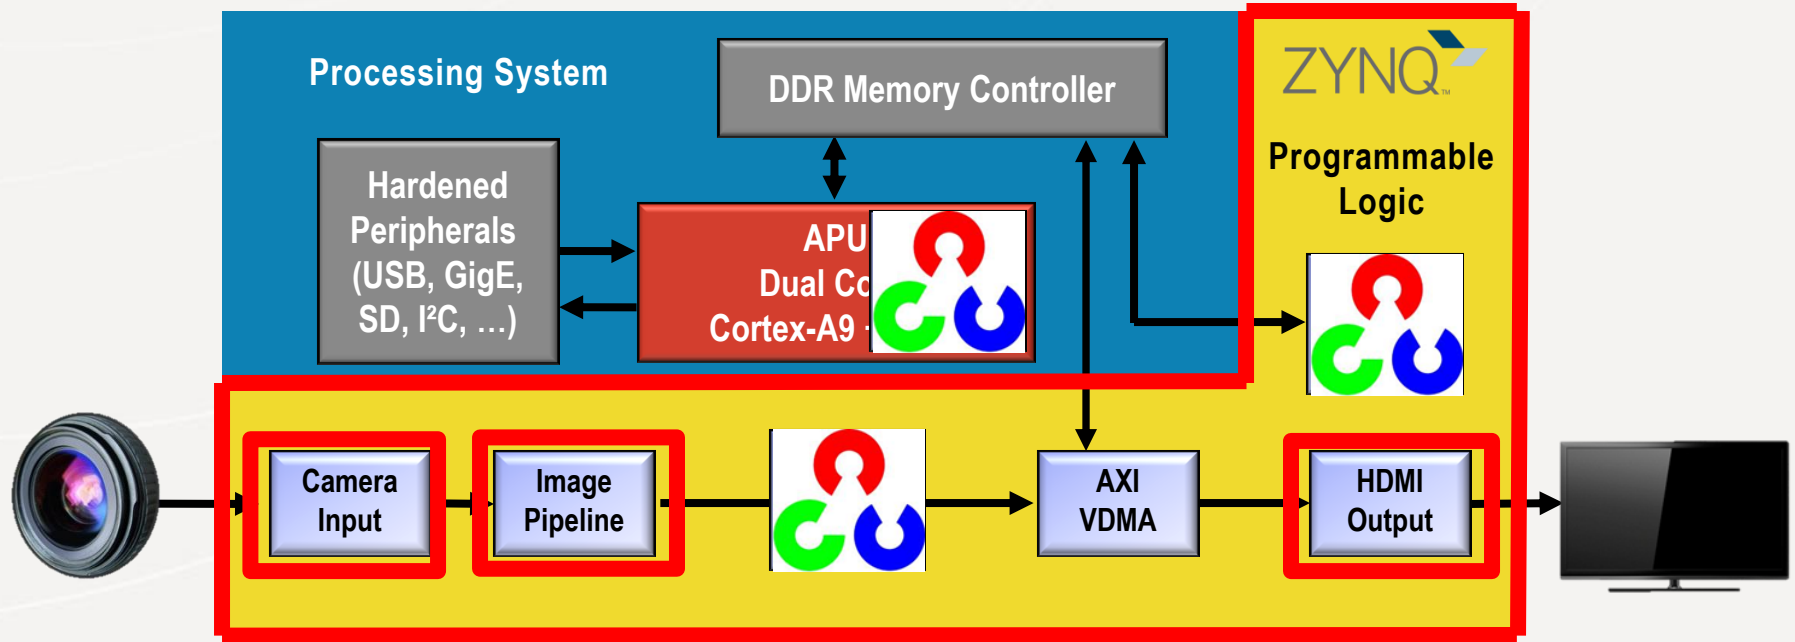 Processing System
DDR Memory Controller
ZYNQ
TM
Programmable
Logic
Hardened
Peripherals
(USB, GigE,
SD, I²C, …)
APU
Dual Co
Cortex-A9
Camera
Input
Image
Pipeline
AXI
VDMA
HDMI
Output